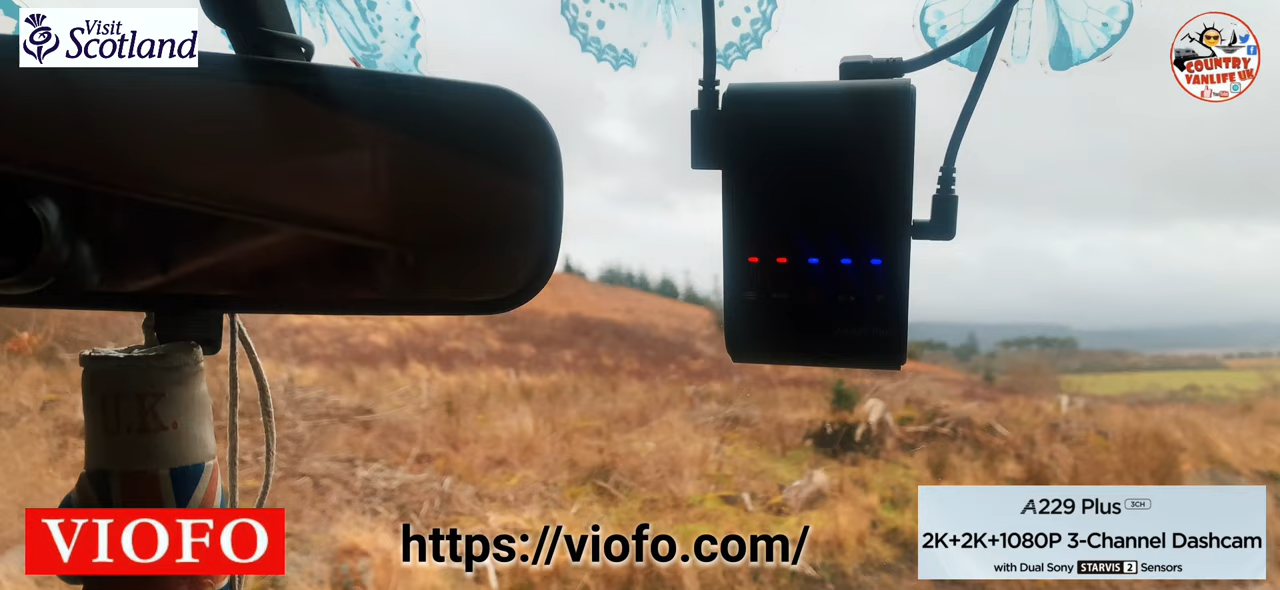 Visit
Scotland
COUNTRY
VANLIFE UK
U.K.
VIOFO
https://viofo.com/
A229 Plus 3CH
2K+2K+1080P 3-Channel Dashcam
with Dual Sony STARVIS 2 Sensors